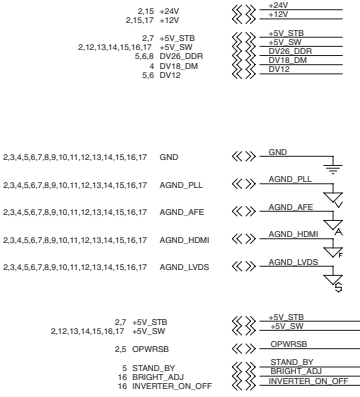 2,15 +24V +24V
2,15,17 +12V +12V
2,7 +5V_STB +5V_STB
2,12,13,14,15,16,17 +5V_SW +5V_SW
5,6,8 DV26_DDR DV26_DDR
4 DV18_DM DV18_DM
5,6 DV12 DV12
2,3,4,5,6,7,8,9,10,11,12,13,14,15,16,17 GND GND
2,3,4,5,6,7,8,9,10,11,12,13,14,15,16,17 AGND_PLL AGND_PLL
V
2,3,4,5,6,7,8,9,10,11,12,13,14,15,16,17 AGND_AFE AGND_AFE
A
2,3,4,5,6,7,8,9,10,11,12,13,14,15,16,17 AGND_HDMI AGND_HDMI
F
2,3,4,5,6,7,8,9,10,11,12,13,14,15,16,17 AGND_LVDS AGND_LVDS
S
2,7 +5V_STB +5V_STB
2,12,13,14,15,16,17 +5V_SW +5V_SW
2,5 OPWRSB OPWRSB
5 STAND_BY STAND_BY
16 BRIGHT_ADJ BRIGHT_ADJ
16 INVERTER_ON_OFF INVERTER_ON_OFF